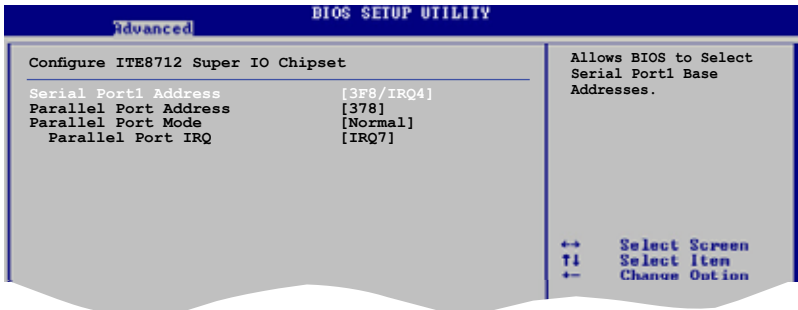 BIOS SETUP UTILITY
Advanced
Configure ITE8712 Super IO Chipset
Serial Port1 Address [3F8/IRQ4]
Parallel Port Address [378]
Parallel Port Mode [Normal]
Parallel Port IRQ [IRQ7]
Allows BIOS to Select
Serial Port1 Base
Addresses.
←→ Select Screen
↑↓ Select Item
+- Change Option